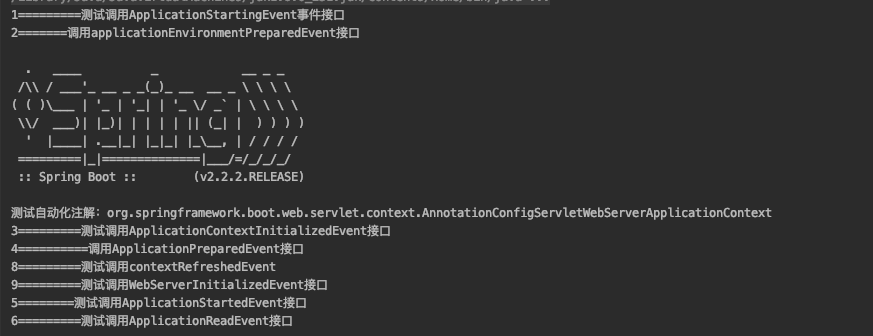 1=========测试调用ApplicationStartingEvent事件接口
2=======调用applicationEnvironmentPreparedEvent接口
  .   ____          _            __ _ _
 /\\ / ___'_ __ _ _(_)_ __  __ _ \ \ \ \
( ( )\___ | '_ | '_| | '_ \/ _` | \ \ \ \
 \\/  ___)| |_)| | | | | || (_| |  ) ) ) )
  '  |____| .__|_| |_|_| |_\__, | / / / /
 =========|_|==============|___/=/_/_/_/
 :: Spring Boot ::        (v2.2.2.RELEASE)
测试自动化注解：org.springframework.boot.web.servlet.context.AnnotationConfigServletWebServerApplicationContext
3=========测试调用ApplicationContextInitializedEvent接口
4==========调用ApplicationPreparedEvent接口
8=========测试调用contextRefreshedEvent
9=========测试调用WebServerInitializedEvent接口
5========测试调用ApplicationStartedEvent接口
6=========测试调用ApplicationReadEvent接口